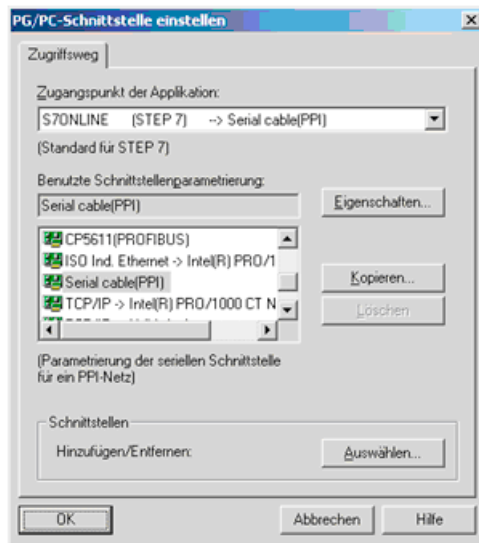 PG/PC-Schnittstelle einstellen
Zugriffsweg
Zugangspunkt der Applikation:
S7ONLINE (STEP 7) --> Serial cable(PPI)
(Standard für STEP 7)
Benutzte Schnittstellenparametrierung:
Serial cable(PPI)
Eigenschaften...
CP5611(PROFIBUS)
ISO Ind. Ethernet -> Intel(R) PRO/1
Serial cable(PPI)
TCP/IP -> Intel(R) PRO/1000 CT N
Kopieren...
Löschen
(Parametrierung der seriellen Schnittstelle
für ein PPI-Netz)
Schnittstellen
Hinzufügen/Entfernen:
Auswählen...
OK
Abbrechen
Hilfe